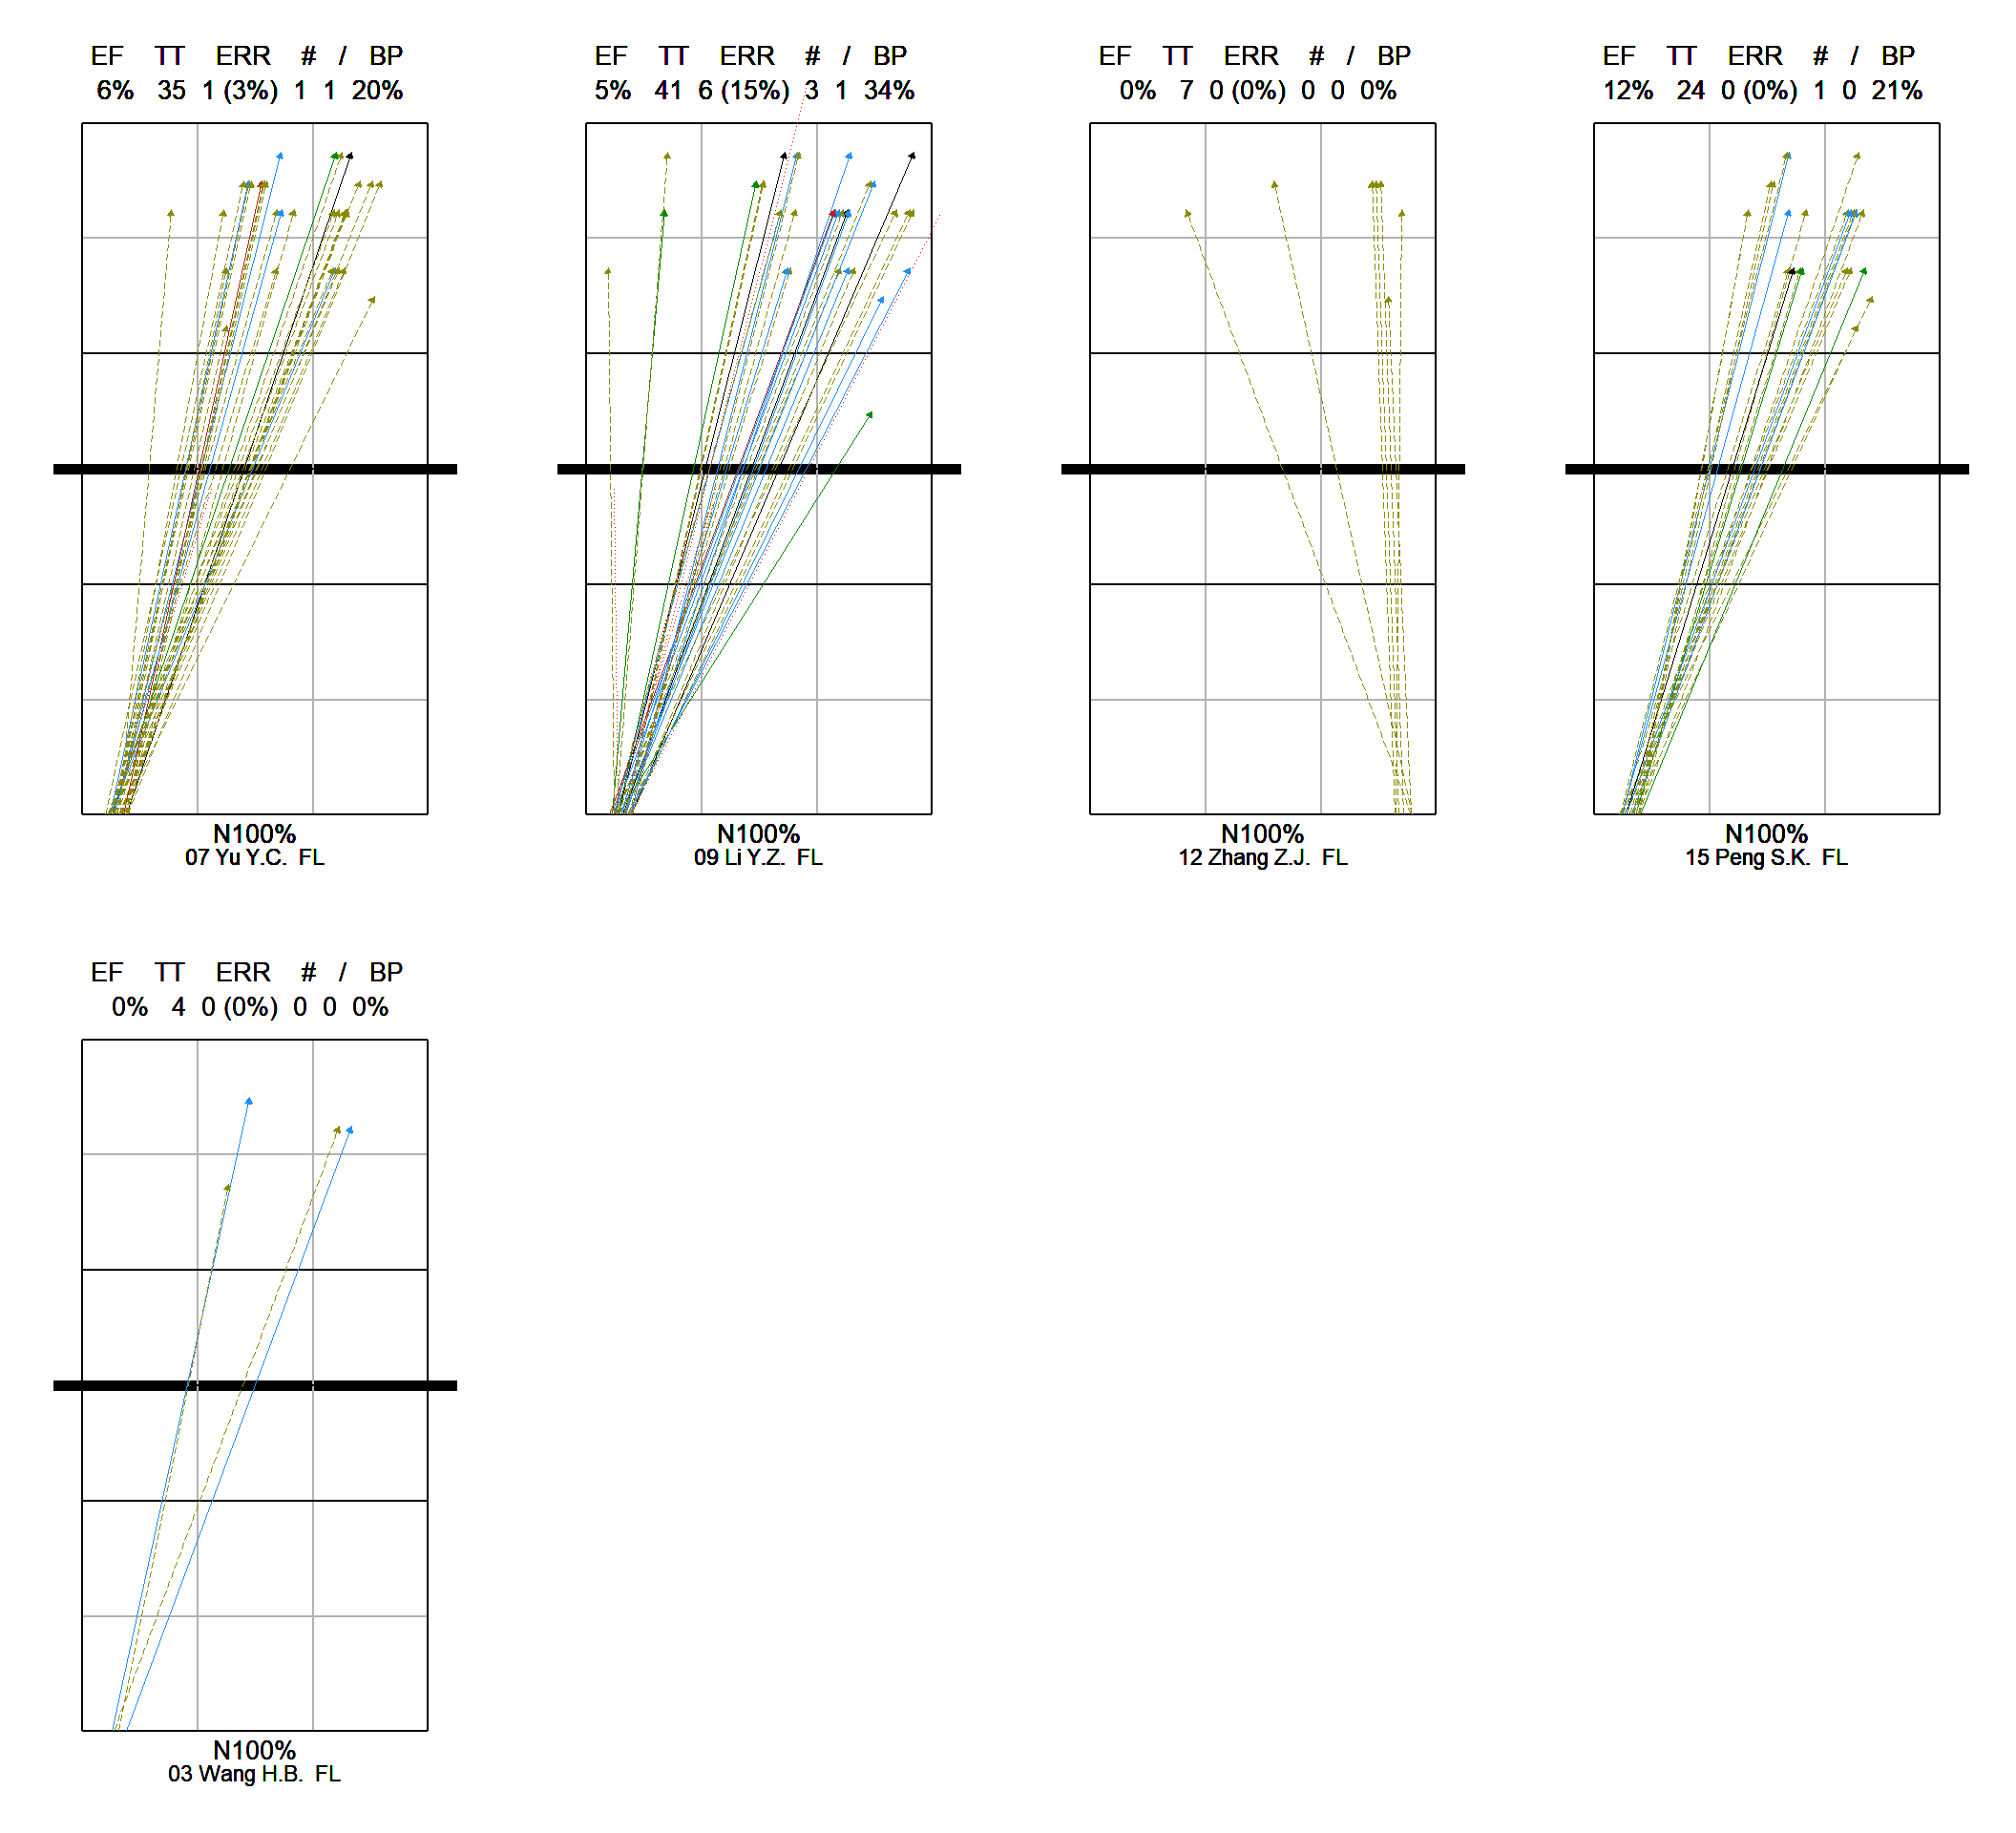 EF TT ERR # / BP
6% 35 1 (3%) 1 1 20%
N100%
07 Yu Y.C. FL
EF TT ERR # / BP
5% 41 6 (15%) 3 1 34%
N100%
09 Li Y.Z. FL
EF TT ERR # / BP
0% 7 0 (0%) 0 0 0%
N100%
12 Zhang Z.J. FL
EF TT ERR # / BP
12% 24 0 (0%) 1 0 21%
N100%
15 Peng S.K. FL
EF TT ERR # / BP
0% 4 0 (0%) 0 0 0%
N100%
03 Wang H.B. FL